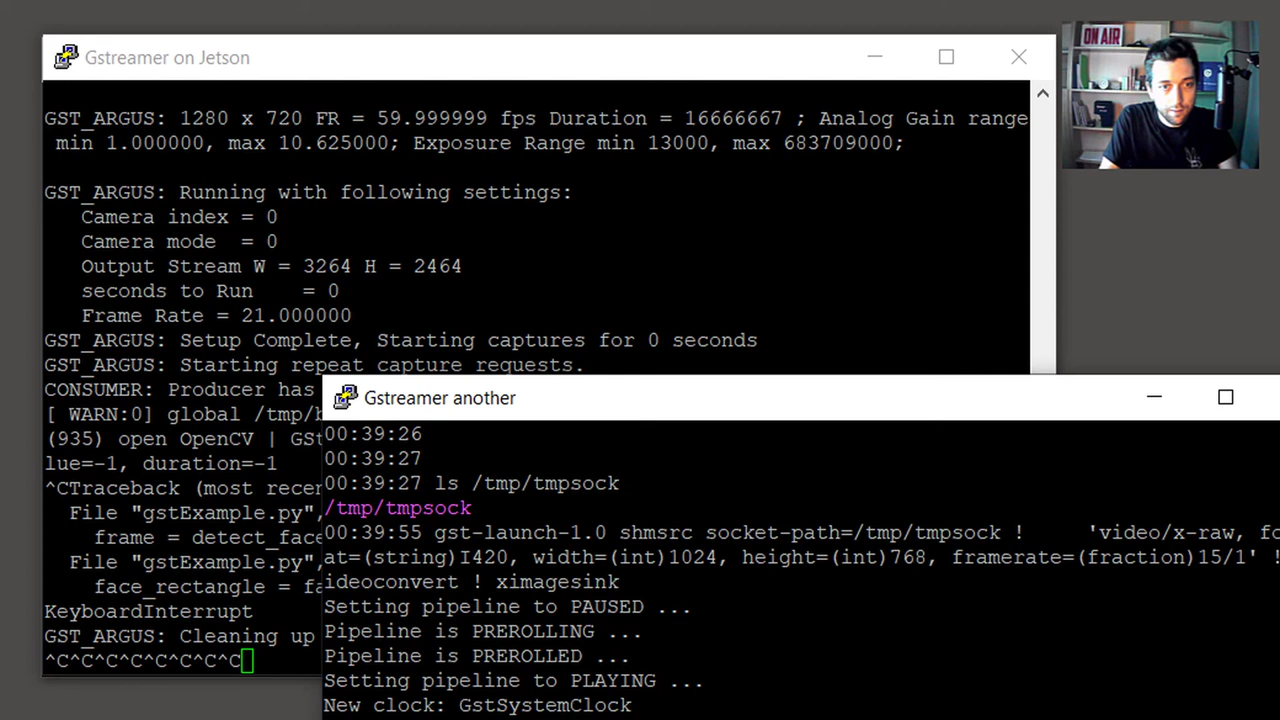 Gstreamer on Jetson
ON AIR
GST_ARGUS: 1280 x 720 FR = 59.999999 fps Duration = 16666667 ; Analog Gain range
min 1.000000, max 10.625000; Exposure Range min 13000, max 683709000;
GST_ARGUS: Running with following settings:
Camera index = 0
Camera mode = 0
Output Stream W = 3264 H = 2464
seconds to Run = 0
Frame Rate = 21.000000
GST_ARGUS: Setup Complete, Starting captures for 0 seconds
GST_ARGUS: Starting repeat capture requests.
CONSUMER: Producer has
[ WARN:0] global /tmp/b
(935) open OpenCV | GSt
lue=-1, duration=-1
^CTraceback (most recen
File "gstExample.py",
frame = detect_face
File "gstExample.py",
face_rectangle = fa
KeyboardInterrupt
GST_ARGUS: Cleaning up
^C^C^C^C^C^C^C^C
Gstreamer another
00:39:26
00:39:27
00:39:27 ls /tmp/tmpsock
/tmp/tmpsock
00:39:55 gst-launch-1.0 shmsrc socket-path=/tmp/tmpsock ! 'video/x-raw, fo
at=(string)I420, width=(int)1024, height=(int)768, framerate=(fraction)15/1' !
ideoconvert ! ximagesink
Setting pipeline to PAUSED ...
Pipeline is PREROLLING ...
Pipeline is PREROLLED ...
Setting pipeline to PLAYING ...
New clock: GstSystemClock